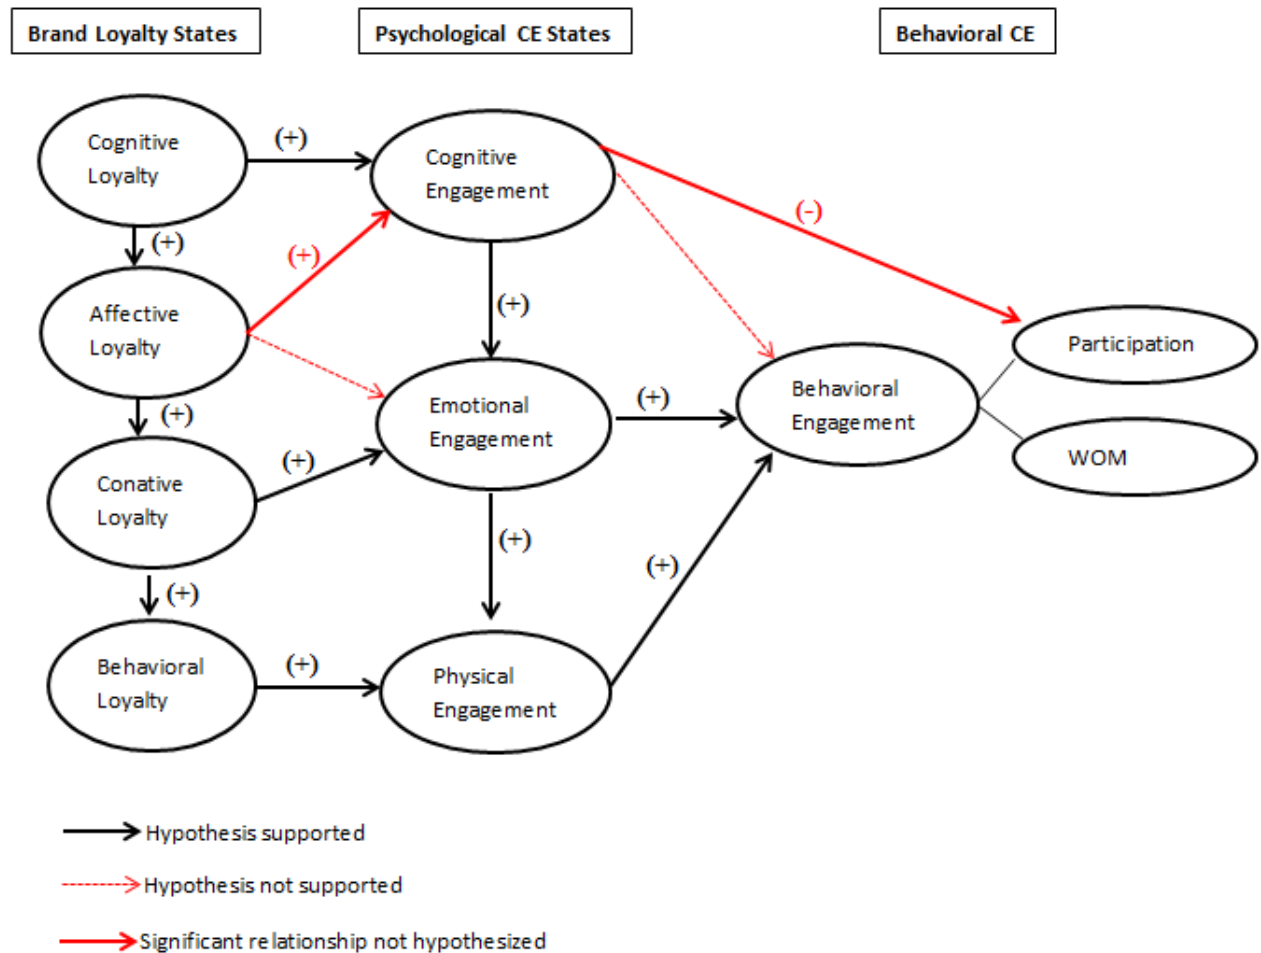 Brand Loyalty States
Psychological CE States
Behavioral CE
Cognitive
Loyalty
(+)
Cognitive
Engagement
(-)
(+)
(+)
Affective
Loyalty
(+)
Participation
Behavioral
Engagement
(+)
Emotional
Engagement
(+)
WOM
(+)
Conative
Loyalty
(+)
(+)
(+)
Behavioral
Loyalty
(+)
Physical
Engagement
Hypothesis supported
Hypothesis not supported
Significant relationship not hypothesized